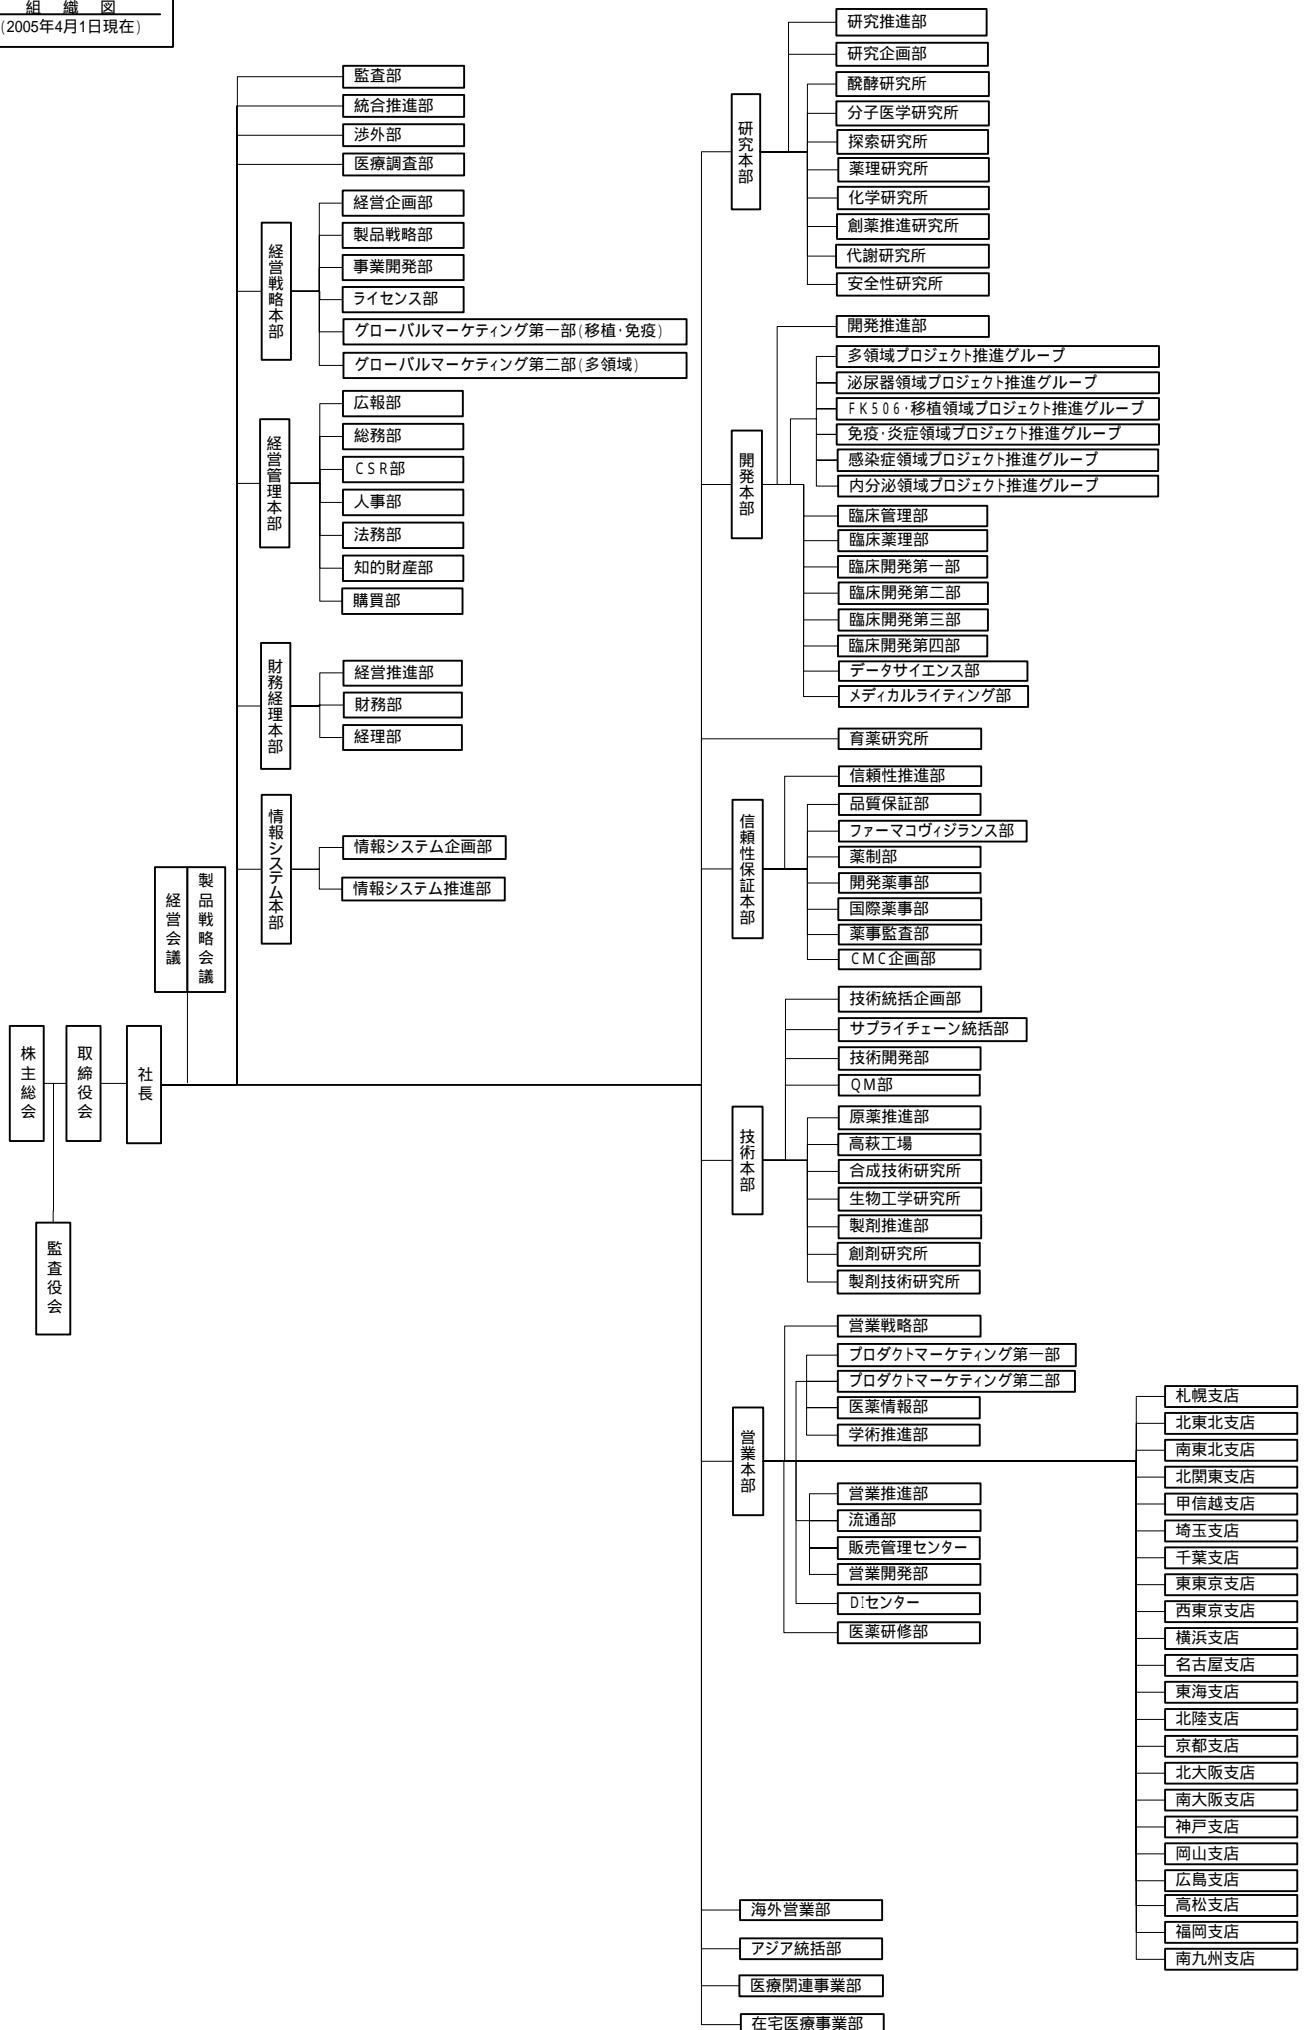 組織図
(2005年4月1日現在)
監査部
統合推進部
渉外部
医療調査部
経営戦略本部
経営企画部
製品戦略部
事業開発部
ライセンス部
グローバルマーケティング第一部(移植・免疫)
グローバルマーケティング第二部(多領域)
経営管理本部
広報部
総務部
CSR部
人事部
法務部
知的財産部
購買部
財務経理本部
経営推進部
財務部
経理部
情報システム本部
情報システム企画部
情報システム推進部
経営会議
製品戦略会議
株主総会
取締役会
社長
監査役会
研究本部
研究推進部
研究企画部
醗酵研究所
分子医学研究所
探索研究所
薬理研究所
化学研究所
創薬推進研究所
代謝研究所
安全性研究所
開発本部
開発推進部
多領域プロジェクト推進グループ
泌尿器領域プロジェクト推進グループ
FK506・移植領域プロジェクト推進グループ
免疫・炎症領域プロジェクト推進グループ
感染症領域プロジェクト推進グループ
内分泌領域プロジェクト推進グループ
臨床管理部
臨床薬理部
臨床開発第一部
臨床開発第二部
臨床開発第三部
臨床開発第四部
データサイエンス部
メディカルライティング部
育薬研究所
信頼性保証本部
信頼性推進部
品質保証部
ファーマコヴィジランス部
薬制部
開発薬事部
国際薬事部
薬事監査部
CMC企画部
技術本部
技術統括企画部
サプライチェーン統括部
技術開発部
QM部
原薬推進部
高萩工場
合成技術研究所
生物工学研究所
製剤推進部
創剤研究所
製剤技術研究所
営業本部
営業戦略部
プロダクトマーケティング第一部
プロダクトマーケティング第二部
医薬情報部
学術推進部
営業推進部
流通部
販売管理センター
営業開発部
DIセンター
医薬研修部
札幌支店
北東北支店
南東北支店
北関東支店
甲信越支店
埼玉支店
千葉支店
東東京支店
西東京支店
横浜支店
名古屋支店
東海支店
北陸支店
京都支店
北大阪支店
南大阪支店
神戸支店
岡山支店
広島支店
高松支店
福岡支店
南九州支店
海外営業部
アジア統括部
医療関連事業部
在宅医療事業部